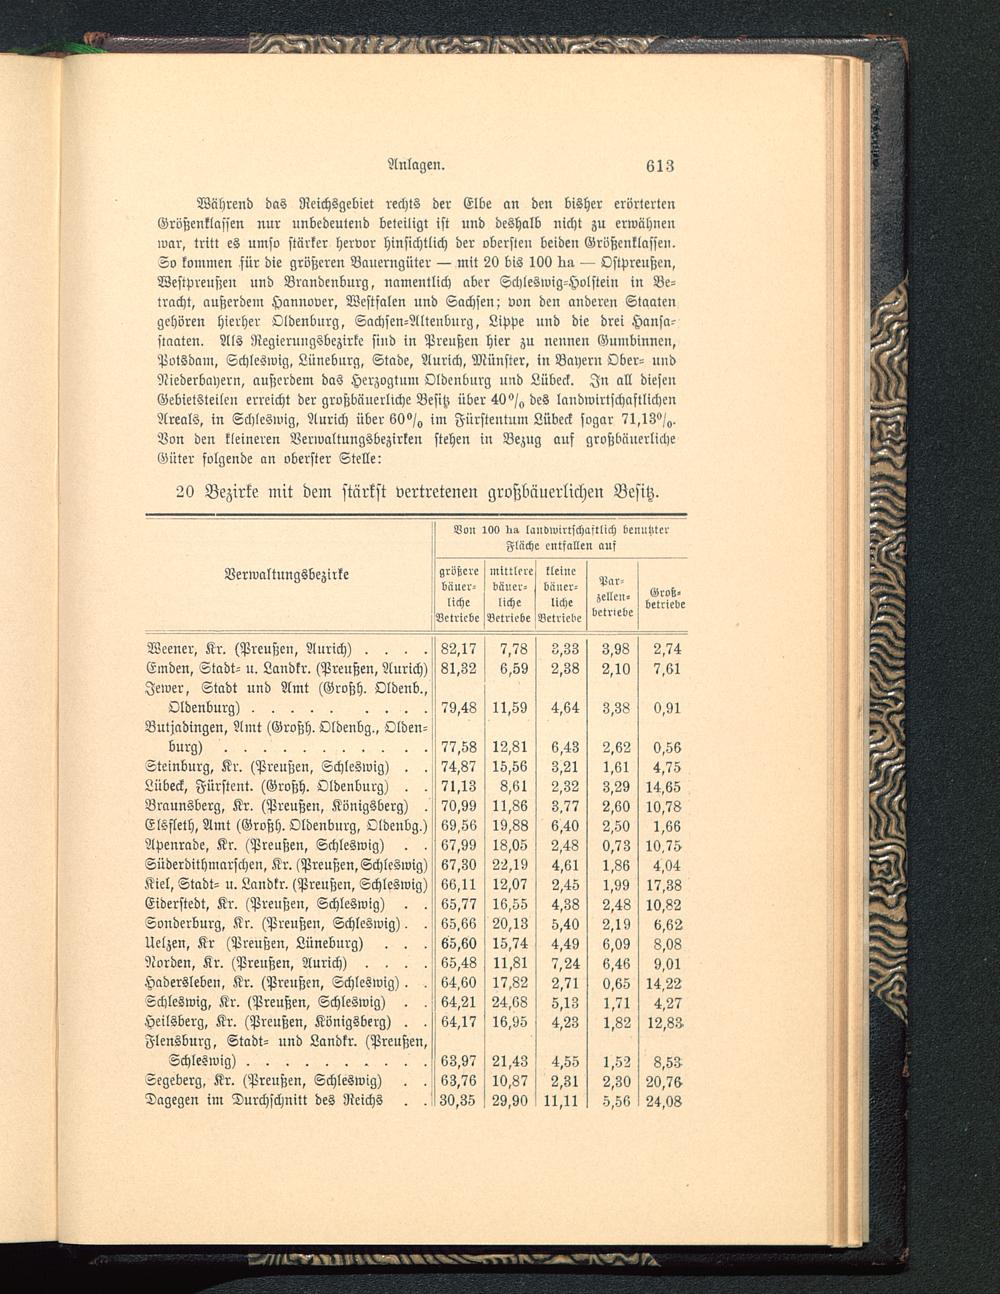 Anlagen. 613
Während das Reichsgebiet rechts der Elbe an den bisher erörterten
Größenklassen nur unbedeutend beteiligt ist und deshalb nicht zu erwähnen
war, tritt es umso stärker hervor hinsichtlich der obersten beiden Größenklassen.
So kommen für die größeren Bauerngüter — mit 20 bis 100 ha — Ostpreußen,
Westpreußen und Brandenburg, namentlich aber Schleswig-Holstein in Be-
tracht, außerdem Hannover, Westfalen und Sachsen; von den anderen Staaten
gehören hierher Oldenburg, Sachsen-Altenburg, Lippe und die drei Hansa-
staaten. Als Regierungsbezirke sind in Preußen hier zu nennen Gumbinnen,
Potsdam, Schleswig, Lüneburg, Stade, Aurich, Münster, in Bayern Ober- und
Niederbayern, außerdem das Herzogtum Oldenburg und Lübeck. In all diesen
Gebietsteilen erreicht der großbäuerliche Besitz über 40% des landwirtschaftlichen
Areals, in Schleswig, Aurich über 60% im Fürstentum Lübeck sogar 71,13%.
Von den kleineren Verwaltungsbezirken stehen in Bezug auf großbäuerliche
Güter folgende an oberster Stelle:
20 Bezirke mit dem stärkst vertretenen großbäuerlichen Besitz.
Verwaltungsbezirke
Von 100 ha landwirtschaftlich benutzter
Fläche entfallen auf
größere bäuer- liche Betriebe
mittlere bäuer- liche Betriebe
kleine bäuer- liche Betriebe
Par- zellen- betriebe
Groß- betriebe
Weener, Kr. (Preußen, Aurich) . . . . 82,17 7,78 3,33 3,98 2,74
Emden, Stadt- u. Landkr. (Preußen, Aurich) 81,32 6,59 2,38 2,10 7,61
Jever, Stadt und Amt (Großh. Oldenb.,
Oldenburg) . . . . . . . . . 79,48 11,59 4,64 3,38 0,91
Butjadingen, Amt (Großh. Oldenbg., Olden-
burg) . . . . . . . . . . . 77,58 12,81 6,43 2,62 0,56
Steinburg, Kr. (Preußen, Schleswig) . . 74,87 15,56 3,21 1,61 4,75
Lübeck, Fürstent. (Großh. Oldenburg) . . 71,13 8,61 2,32 3,29 14,65
Braunsberg, Kr. (Preußen, Königsberg) . 70,99 11,86 3,77 2,60 10,78
Elsfleth, Amt (Großh. Oldenburg, Oldenbg.) 69,56 19,88 6,40 2,50 1,66
Apenrade, Kr. (Preußen, Schleswig) . . 67,99 18,05 2,48 0,73 10,75
Süderdithmarschen, Kr. (Preußen, Schleswig) 67,30 22,19 4,61 1,86 4,04
Kiel, Stadt- u. Landkr. (Preußen, Schleswig) 66,11 12,07 2,45 1,99 17,38
Eiderstedt, Kr. (Preußen, Schleswig) . . 65,77 16,55 4,38 2,48 10,82
Sonderburg, Kr. (Preußen, Schleswig) . . 65,66 20,13 5,40 2,19 6,62
Uelzen, Kr (Preußen, Lüneburg) . . . 65,60 15,74 4,49 6,09 8,08
Norden, Kr. (Preußen, Aurich) . . . . 65,48 11,81 7,24 6,46 9,01
Hadersleben, Kr. (Preußen, Schleswig) . . 64,60 17,82 2,71 0,65 14,22
Schleswig, Kr. (Preußen, Schleswig) . . 64,21 24,68 5,13 1,71 4,27
Heilsberg, Kr. (Preußen, Königsberg) . . 64,17 16,95 4,23 1,82 12,83
Flensburg, Stadt- und Landkr. (Preußen,
Schleswig) . . . . . . . . . 63,97 21,43 4,55 1,52 8,53
Segeberg, Kr. (Preußen, Schleswig) . . 63,76 10,87 2,31 2,30 20,76
Dagegen im Durchschnitt des Reichs . . 30,35 29,90 11,11 5,56 24,08